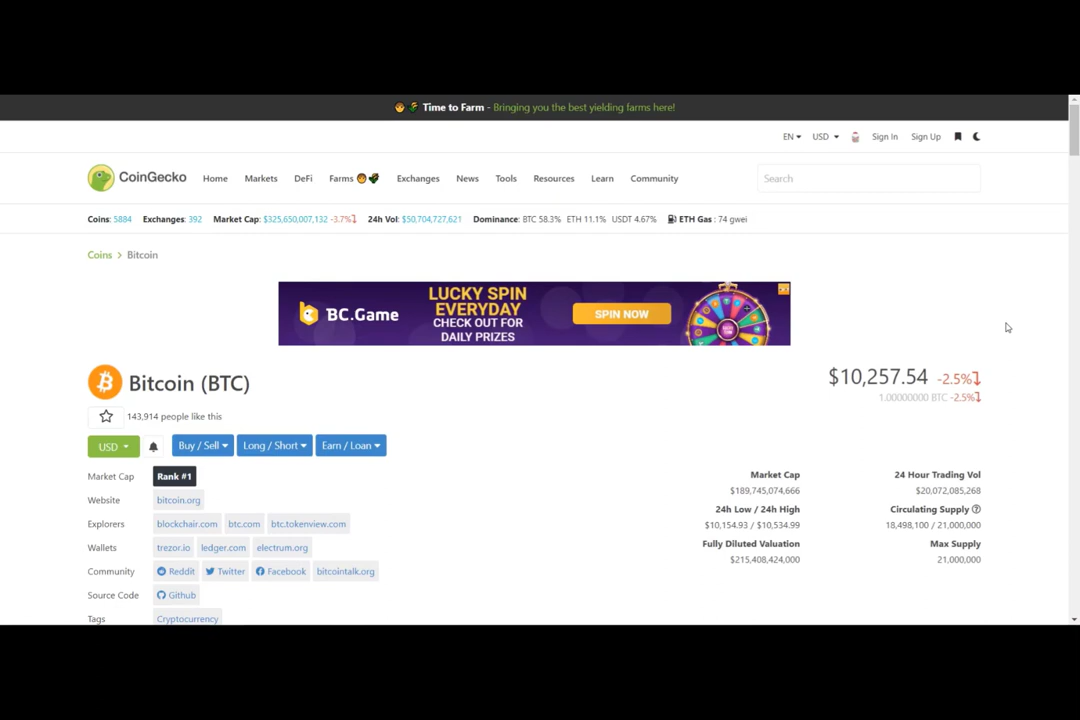 Time to Farm - Bringing you the best yielding farms here!
EN USD Sign In Sign Up
CoinGecko Home Markets DeFi Farms Exchanges News Tools Resources Learn Community Search
Coins: 5884 Exchanges: 392 Market Cap: $325,650,007,132 -3.7% 24h Vol: $50,704,727,621 Dominance: BTC 58.3% ETH 11.1% USDT 4.67% ETH Gas : 74 gwei
Coins > Bitcoin
BC.Game
LUCKY SPIN
EVERYDAY
CHECK OUT FOR
DAILY PRIZES
SPIN NOW
Bitcoin (BTC)
$10,257.54 -2.5%
1.00000000 BTC -2.5%
143,914 people like this
USD Buy / Sell Long / Short Earn / Loan
Market Cap Rank #1
Website bitcoin.org
Explorers blockchair.com btc.com btc.tokenview.com
Wallets trezor.io ledger.com electrum.org
Community Reddit Twitter Facebook bitcointalk.org
Source Code Github
Tags Cryptocurrency
Market Cap
$189,745,074,666
24h Low / 24h High
$10,154.93 / $10,534.99
Fully Diluted Valuation
$215,408,424,000
24 Hour Trading Vol
$20,072,085,268
Circulating Supply
18,498,100 / 21,000,000
Max Supply
21,000,000